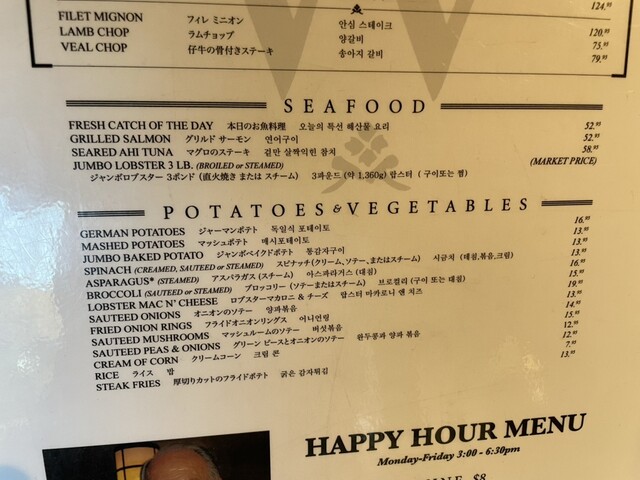 124.95
FILET MIGNON フィレ ミニオン 안심 스테이크 120.95
LAMB CHOP ラムチョップ 양갈비 75.95
VEAL CHOP 仔牛の骨付きステーキ 송아지 갈비 79.95
SEAFOOD
FRESH CATCH OF THE DAY 本日のお魚料理 오늘의 특선 해산물 요리 52.95
GRILLED SALMON グリルド サーモン 연어구이 52.95
SEARED AHI TUNA マグロのステーキ 겉만 살짝익힌 참치 58.95
JUMBO LOBSTER 3 LB. (BROILED or STEAMED) (MARKET PRICE)
ジャンボロブスター 3ポンド (直火焼き または スチーム) 3파운드 (약 1,360g) 랍스터 ( 구이또는 찜)
POTATOES & VEGETABLES
GERMAN POTATOES ジャーマンポテト 독일식 포테이토 16.95
MASHED POTATOES マッシュポテト 매시포테이토 13.95
JUMBO BAKED POTATO ジャンボベイクドポテト 통감자구이 13.95
SPINACH (CREAMED, SAUTEED or STEAMED) スピナッチ (クリーム、ソテー、またはスチーム) 시금치 (데침,볶음,크림) 13.95
ASPARAGUS* (STEAMED) アスパラガス (スチーム) 아스파라거스 (데침) 16.95
BROCCOLI (SAUTEED or STEAMED) ブロッコリー (ソテーまたはスチーム) 브로컬리 (구이 또는 데침) 15.95
LOBSTER MAC N' CHEESE ロブスターマカロニ & チーズ 랍스터 마카로니 앤 치즈 19.95
SAUTEED ONIONS オニオンのソテー 양파볶음 13.95
FRIED ONION RINGS フライドオニオンリングス 어니언링 14.95
SAUTEED MUSHROOMS マッシュルームのソテー 버섯볶음 15.95
SAUTEED PEAS & ONIONS グリーン ピースとオニオンのソテー 완두콩과 양파 볶음 12.95
CREAM OF CORN クリームコーン 크림 콘 12.95
RICE ライス 밥 7.95
STEAK FRIES 厚切りカットのフライドポテト 굵은 감자튀김 13.95
HAPPY HOUR MENU
Monday-Friday 3:00 - 6:30pm
$8